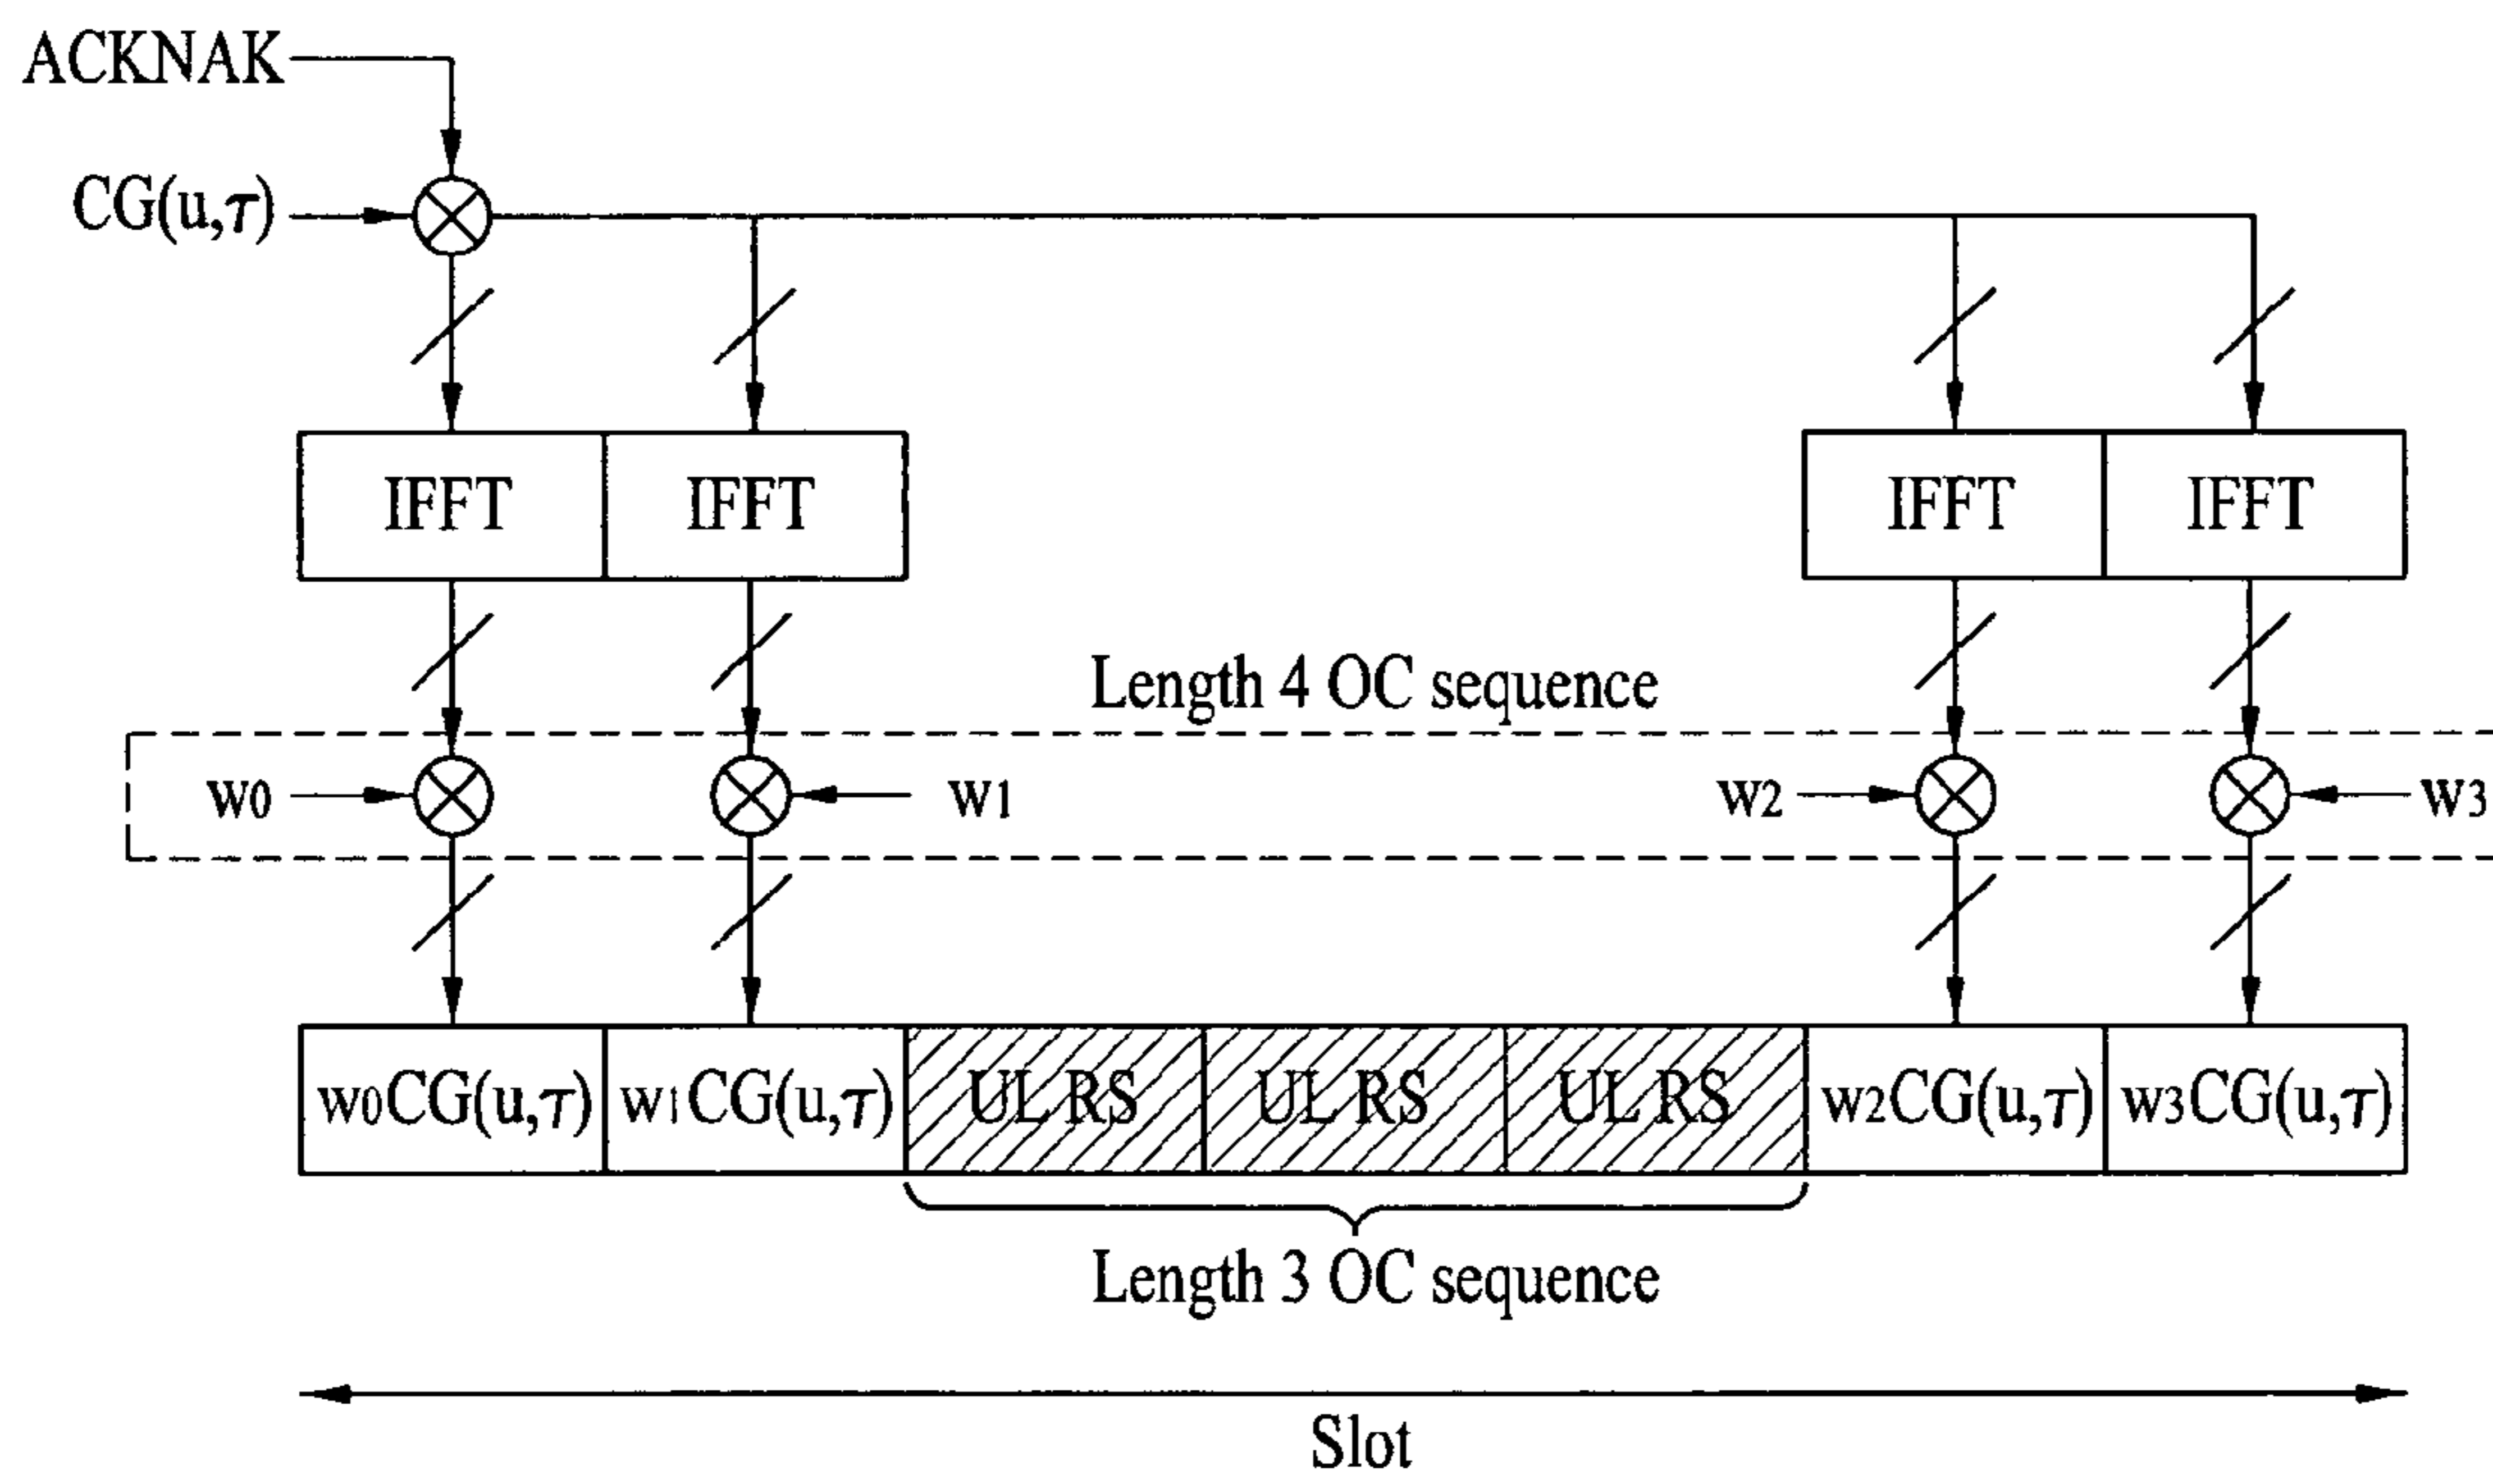 ACKNAK
CG(u,τ)
IFFT IFFT IFFT IFFT
Length 4 OC sequence
w0 w1 w2 w3
w0CG(u,τ) w1CG(u,τ) UL RS UL RS UL RS w2CG(u,τ) w3CG(u,τ)
Length 3 OC sequence
Slot